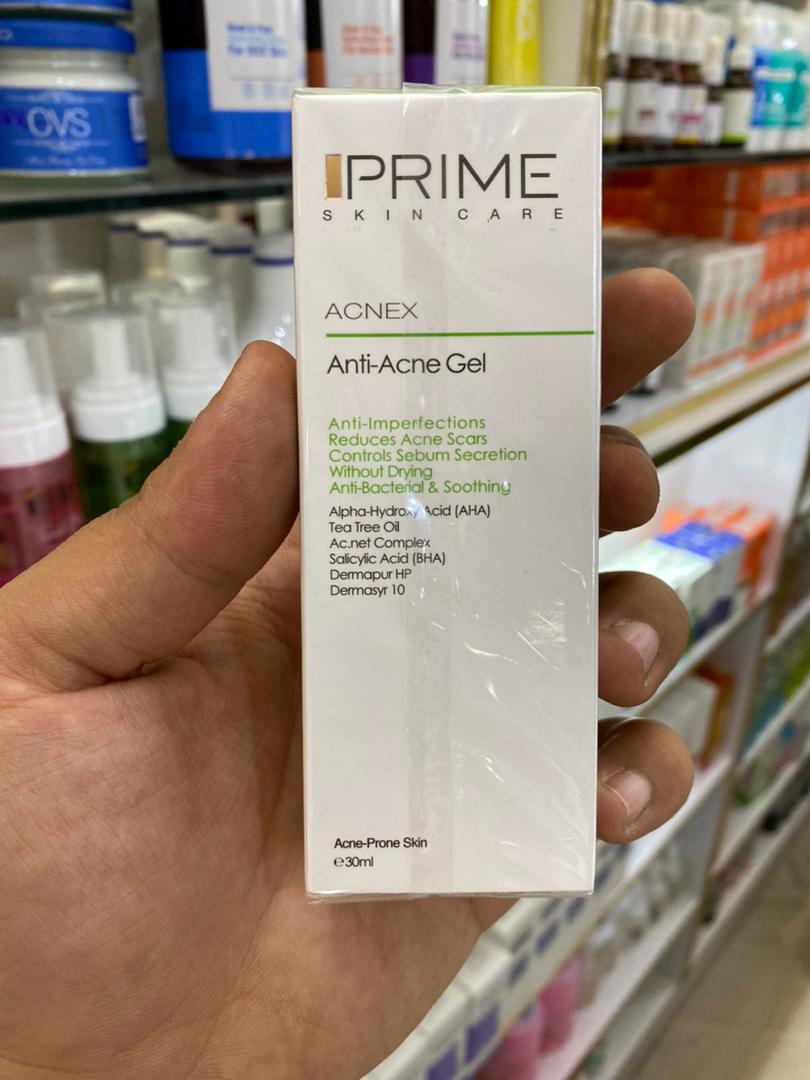 OVS
PRIME
SKIN CARE
ACNEX
Anti-Acne Gel
Anti-Imperfections
Reduces Acne Scars
Controls Sebum Secretion
Without Drying
Anti-Bacterial & Soothing
Alpha-Hydroxy Acid (AHA)
Tea Tree Oil
Ac.net Complex
Salicylic Acid (BHA)
Dermapur HP
Dermasyr 10
Acne-Prone Skin
℮30ml